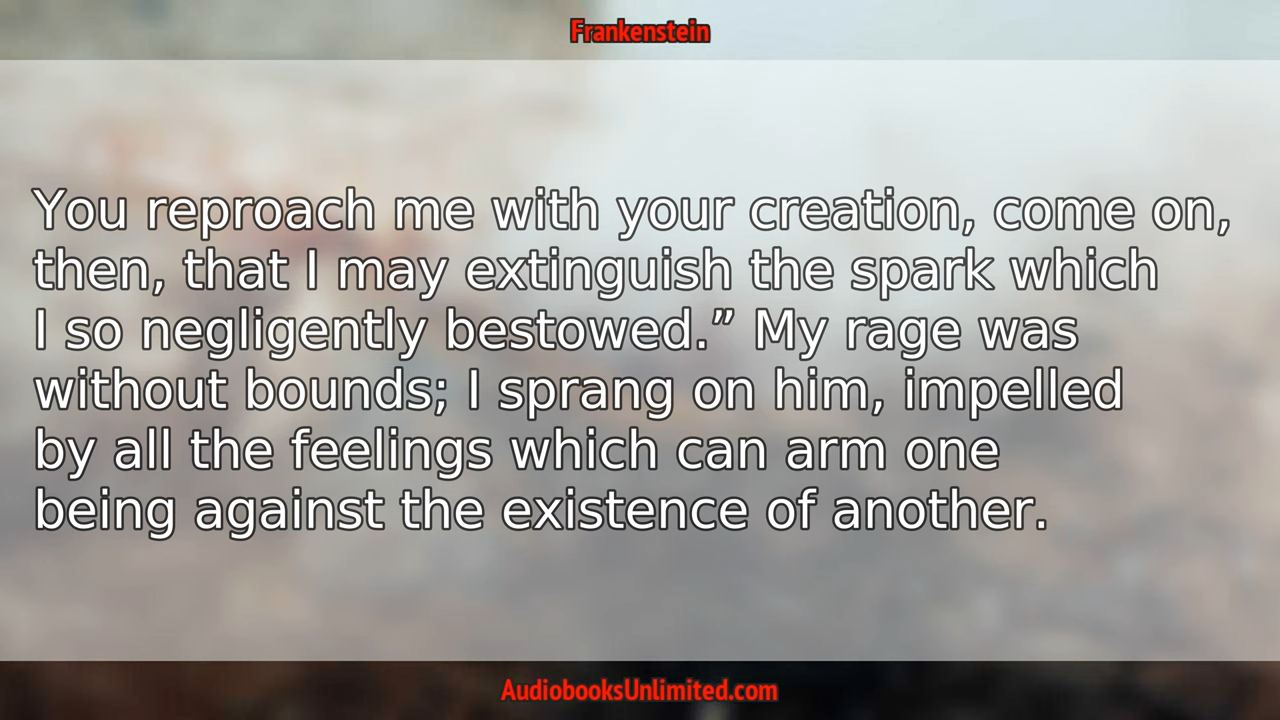 Frankenstein
You reproach me with your creation, come on,
then, that I may extinguish the spark which
I so negligently bestowed.” My rage was
without bounds; I sprang on him, impelled
by all the feelings which can arm one
being against the existence of another.
AudiobooksUnlimited.com